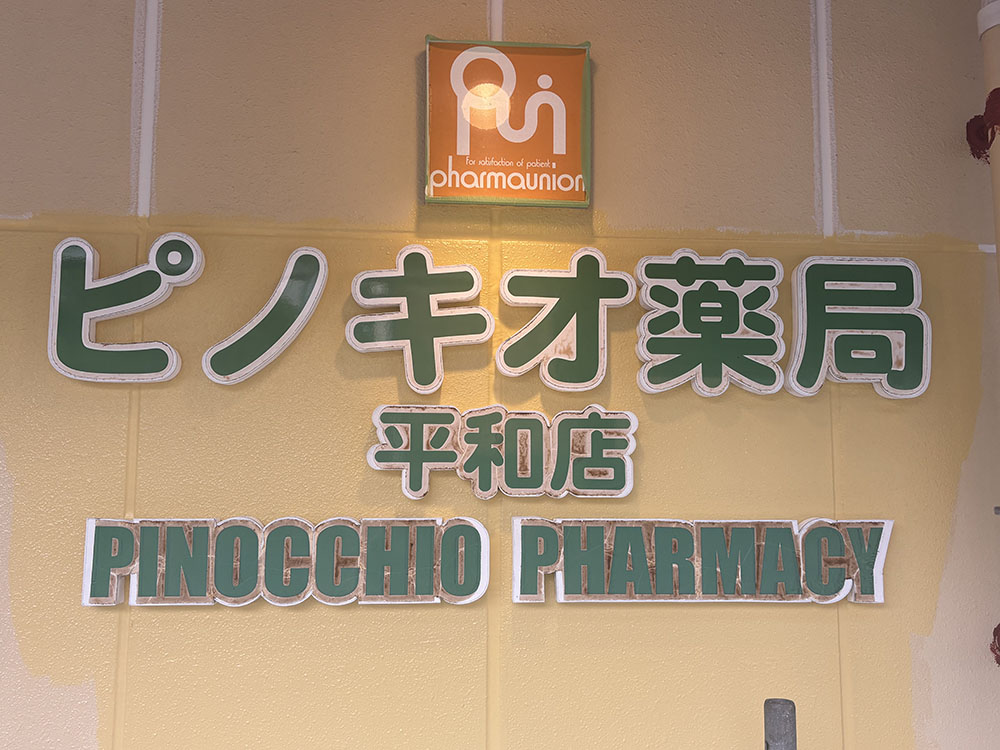 For satisfaction of patient
pharmaunion
ピノキオ薬局
平和店
PINOCCHIO PHARMACY